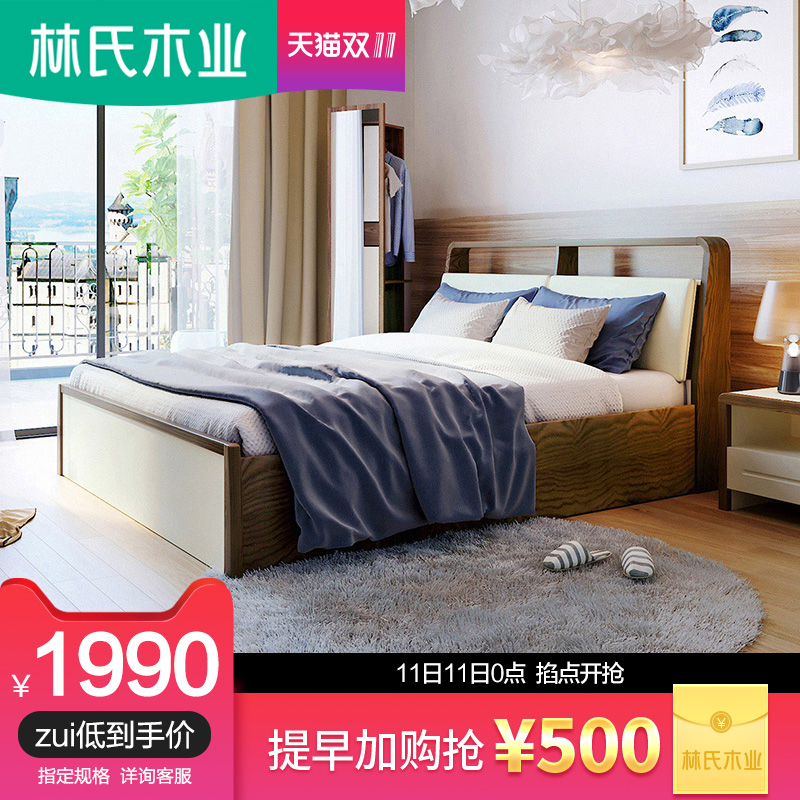 林氏木业
天猫双11
¥1990
zui低到手价
指定规格 详询客服
11日11日0点 掐点开抢
提早加购抢 ¥500
¥
林氏木业